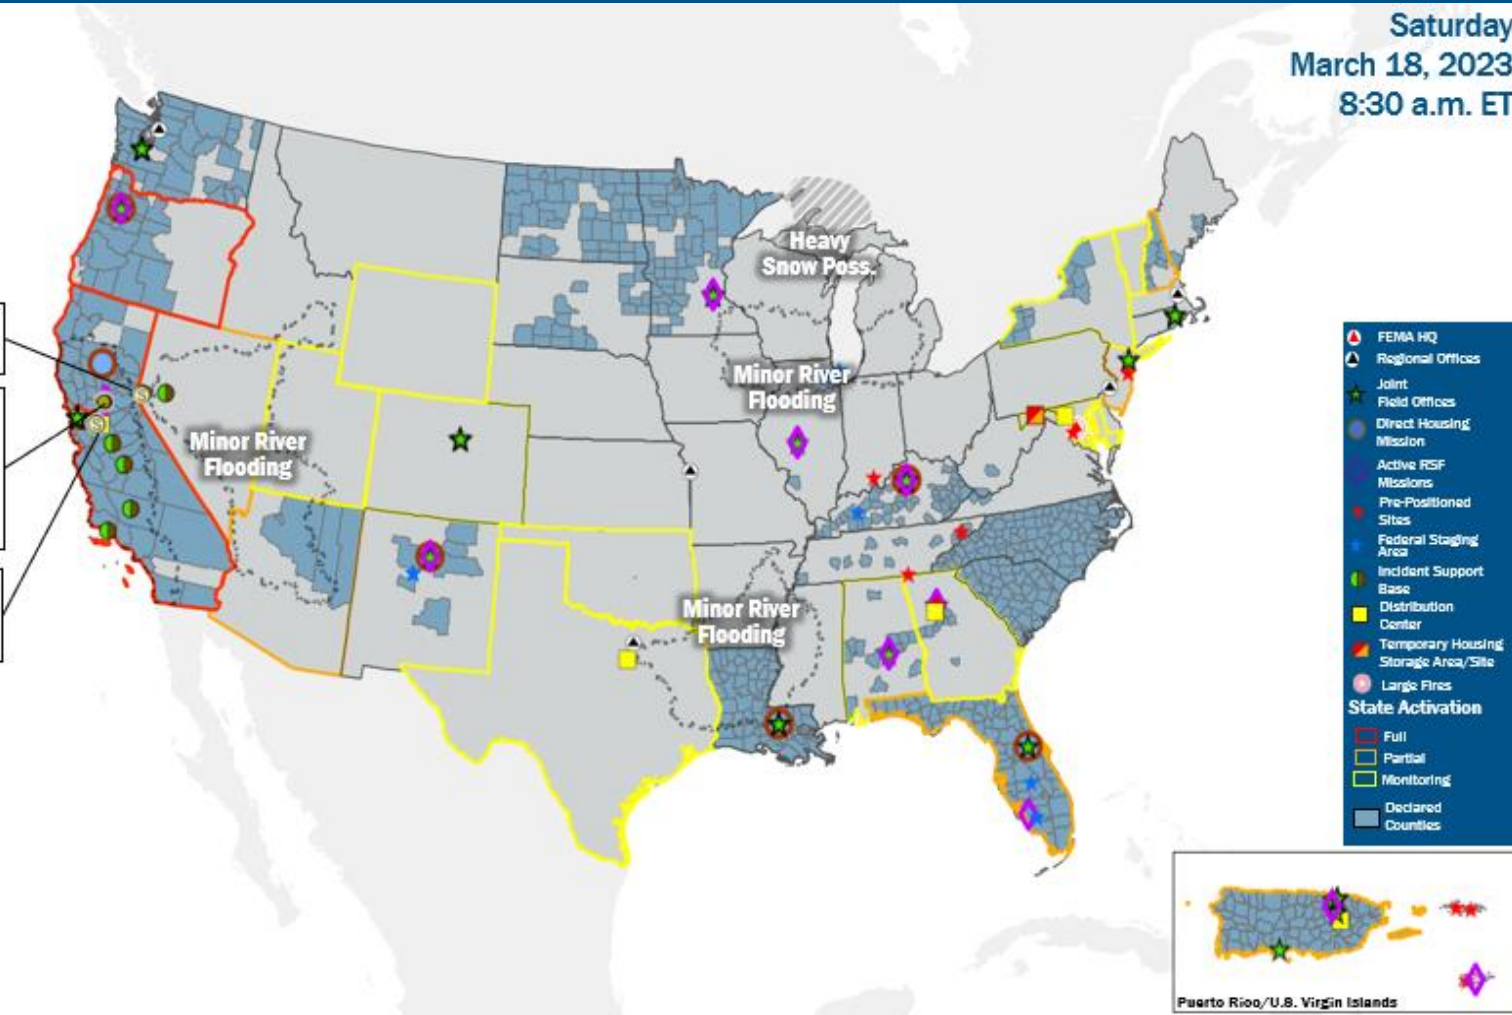 Saturday
March 18, 2023
8:30 a.m. ET
Heavy
Snow Poss.
Minor River
Flooding
Minor River
Flooding
Minor River
Flooding
S
S
FEMA HQ
Regional Offices
Joint
Field Offices
Direct Housing
Mission
Active RSF
Missions
Pre-Positioned
Sites
Federal Staging
Area
Incident Support
Base
Distribution
Center
Temporary Housing
Storage Area/Site
Large Fires
State Activation
Full
Partial
Monitoring
Declared
Counties
Puerto Rico/U.S. Virgin Islands